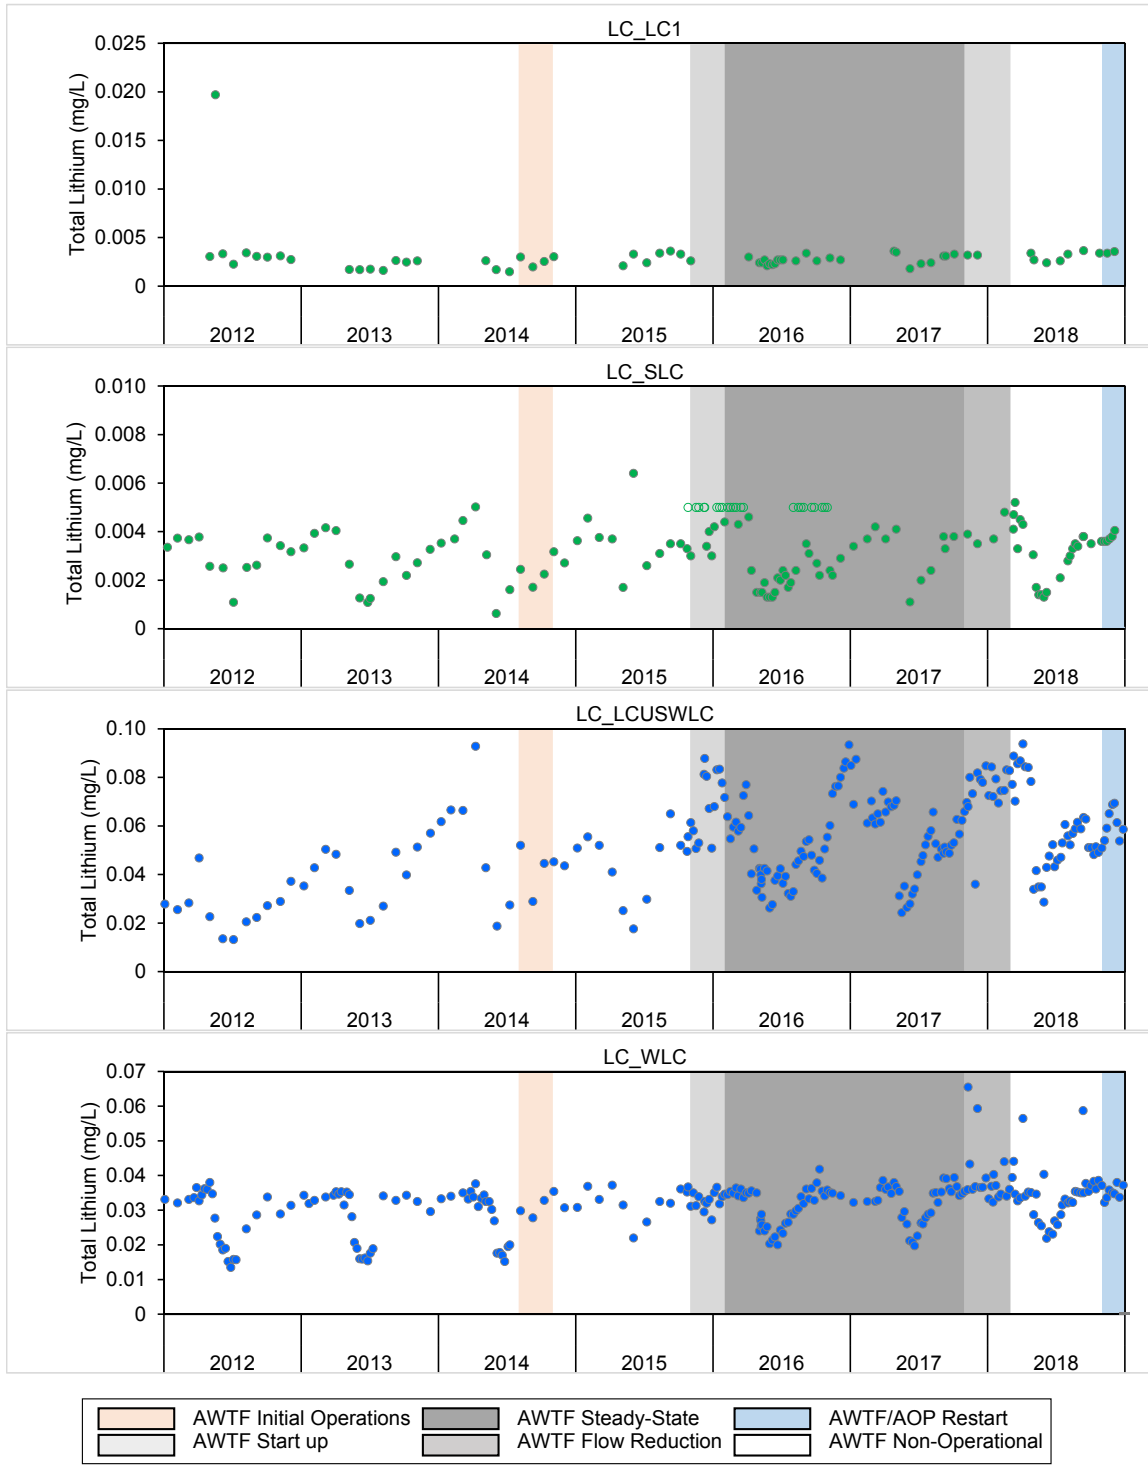 LC_LC1
Total Lithium (mg/L)
0.025
0.020
0.015
0.010
0.005
0
2012 2013 2014 2015 2016 2017 2018
LC_SLC
Total Lithium (mg/L)
0.010
0.008
0.006
0.004
0.002
0
2012 2013 2014 2015 2016 2017 2018
LC_LCUSWLC
Total Lithium (mg/L)
0.10
0.08
0.06
0.04
0.02
0
2012 2013 2014 2015 2016 2017 2018
LC_WLC
Total Lithium (mg/L)
0.07
0.06
0.05
0.04
0.03
0.02
0.01
0
2012 2013 2014 2015 2016 2017 2018
AWTF Initial Operations AWTF Steady-State AWTF/AOP Restart
AWTF Start up AWTF Flow Reduction AWTF Non-Operational